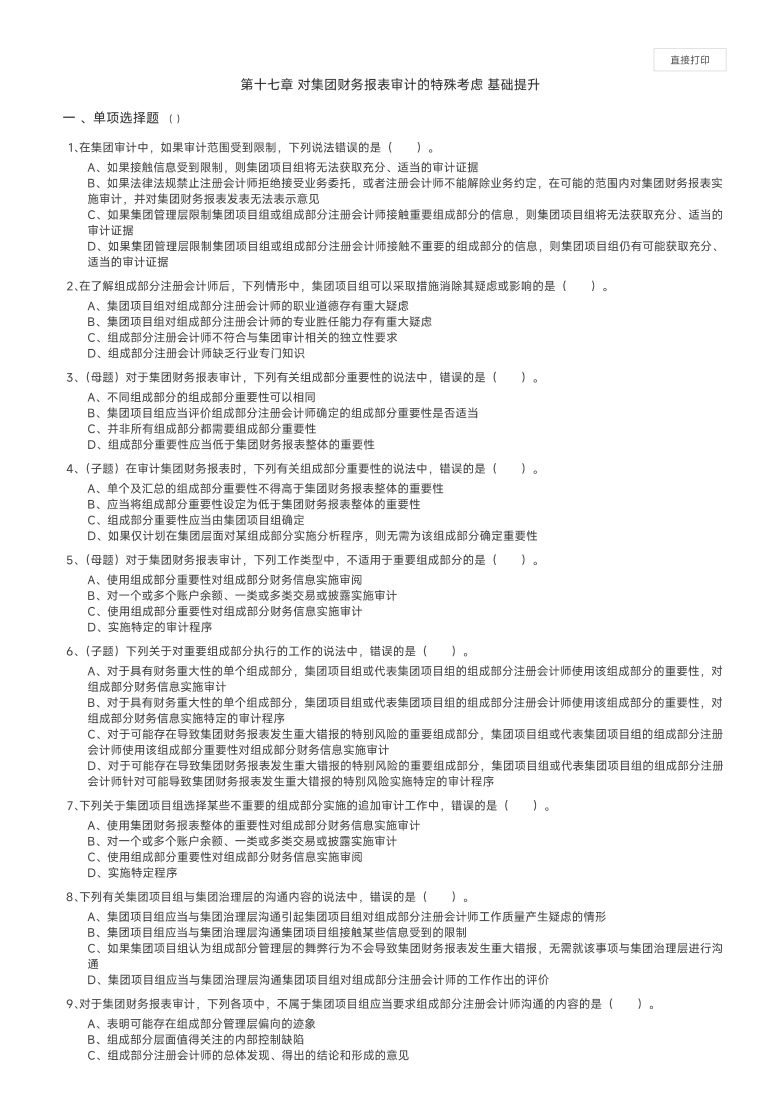 直接打印
第十七章 对集团财务报表审计的特殊考虑 基础提升
一 、单项选择题 （ ）
1、在集团审计中，如果审计范围受到限制，下列说法错误的是（　　）。
A、如果接触信息受到限制，则集团项目组将无法获取充分、适当的审计证据
B、如果法律法规禁止注册会计师拒绝接受业务委托，或者注册会计师不能解除业务约定，在可能的范围内对集团财务报表实
施审计，并对集团财务报表发表无法表示意见
C、如果集团管理层限制集团项目组或组成部分注册会计师接触重要组成部分的信息，则集团项目组将无法获取充分、适当的
审计证据
D、如果集团管理层限制集团项目组或组成部分注册会计师接触不重要的组成部分的信息，则集团项目组仍有可能获取充分、
适当的审计证据
2、在了解组成部分注册会计师后，下列情形中，集团项目组可以采取措施消除其疑虑或影响的是（　　）。
A、集团项目组对组成部分注册会计师的职业道德存有重大疑虑
B、集团项目组对组成部分注册会计师的专业胜任能力存有重大疑虑
C、组成部分注册会计师不符合与集团审计相关的独立性要求
D、组成部分注册会计师缺乏行业专门知识
3、（母题）对于集团财务报表审计，下列有关组成部分重要性的说法中，错误的是（　　）。
A、不同组成部分的组成部分重要性可以相同
B、集团项目组应当评价组成部分注册会计师确定的组成部分重要性是否适当
C、并非所有组成部分都需要组成部分重要性
D、组成部分重要性应当低于集团财务报表整体的重要性
4、（子题）在审计集团财务报表时，下列有关组成部分重要性的说法中，错误的是（　　）。
A、单个及汇总的组成部分重要性不得高于集团财务报表整体的重要性
B、应当将组成部分重要性设定为低于集团财务报表整体的重要性
C、组成部分重要性应当由集团项目组确定
D、如果仅计划在集团层面对某组成部分实施分析程序，则无需为该组成部分确定重要性
5、（母题）对于集团财务报表审计，下列工作类型中，不适用于重要组成部分的是（　　）。
A、使用组成部分重要性对组成部分财务信息实施审阅
B、对一个或多个账户余额、一类或多类交易或披露实施审计
C、使用组成部分重要性对组成部分财务信息实施审计
D、实施特定的审计程序
6、（子题）下列关于对重要组成部分执行的工作的说法中，错误的是（　　）。
A、对于具有财务重大性的单个组成部分，集团项目组或代表集团项目组的组成部分注册会计师使用该组成部分的重要性，对
组成部分财务信息实施审计
B、对于具有财务重大性的单个组成部分，集团项目组或代表集团项目组的组成部分注册会计师使用该组成部分的重要性，对
组成部分财务信息实施特定的审计程序
C、对于可能存在导致集团财务报表发生重大错报的特别风险的重要组成部分，集团项目组或代表集团项目组的组成部分注册
会计师使用该组成部分重要性对组成部分财务信息实施审计
D、对于可能存在导致集团财务报表发生重大错报的特别风险的重要组成部分，集团项目组或代表集团项目组的组成部分注册
会计师针对可能导致集团财务报表发生重大错报的特别风险实施特定的审计程序
7、下列关于集团项目组选择某些不重要的组成部分实施的追加审计工作中，错误的是（　　）。
A、使用集团财务报表整体的重要性对组成部分财务信息实施审计
B、对一个或多个账户余额、一类或多类交易或披露实施审计
C、使用组成部分重要性对组成部分财务信息实施审阅
D、实施特定程序
8、下列有关集团项目组与集团治理层的沟通内容的说法中，错误的是（　　）。
A、集团项目组应当与集团治理层沟通引起集团项目组对组成部分注册会计师工作质量产生疑虑的情形
B、集团项目组应当与集团治理层沟通集团项目组接触某些信息受到的限制
C、如果集团项目组认为组成部分管理层的舞弊行为不会导致集团财务报表发生重大错报，无需就该事项与集团治理层进行沟
通
D、集团项目组应当与集团治理层沟通集团项目组对组成部分注册会计师的工作作出的评价
9、对于集团财务报表审计，下列各项中，不属于集团项目组应当要求组成部分注册会计师沟通的内容的是（　　）。
A、表明可能存在组成部分管理层偏向的迹象
B、组成部分层面值得关注的内部控制缺陷
C、组成部分注册会计师的总体发现、得出的结论和形成的意见